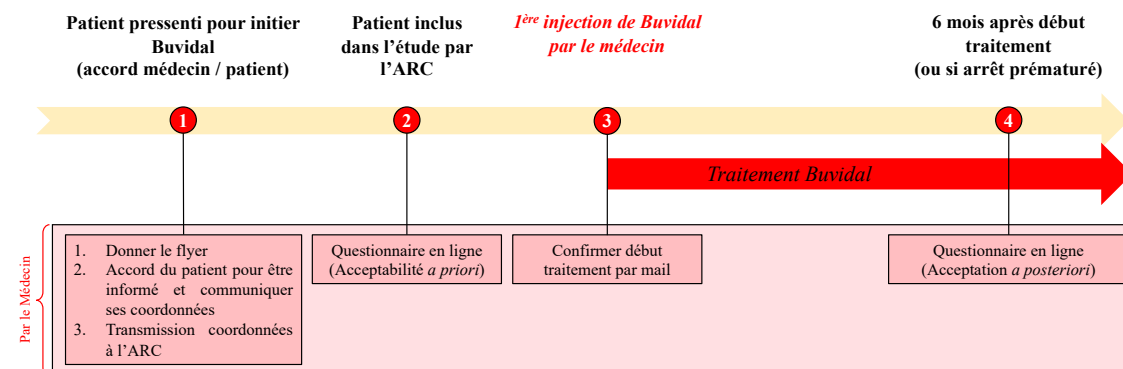 Patient pressenti pour initier
Buvidal
(accord médecin / patient)
Patient inclus
dans l’étude par
l’ARC
1ère injection de Buvidal
par le médecin
6 mois après début
traitement
(ou si arrêt prématuré)
1
2
3
4
Traitement Buvidal
Par le Médecin
1. Donner le flyer
2. Accord du patient pour être
informé et communiquer
ses coordonnées
3. Transmission coordonnées
à l’ARC
Questionnaire en ligne
(Acceptabilité a priori)
Confirmer début
traitement par mail
Questionnaire en ligne
(Acceptation a posteriori)